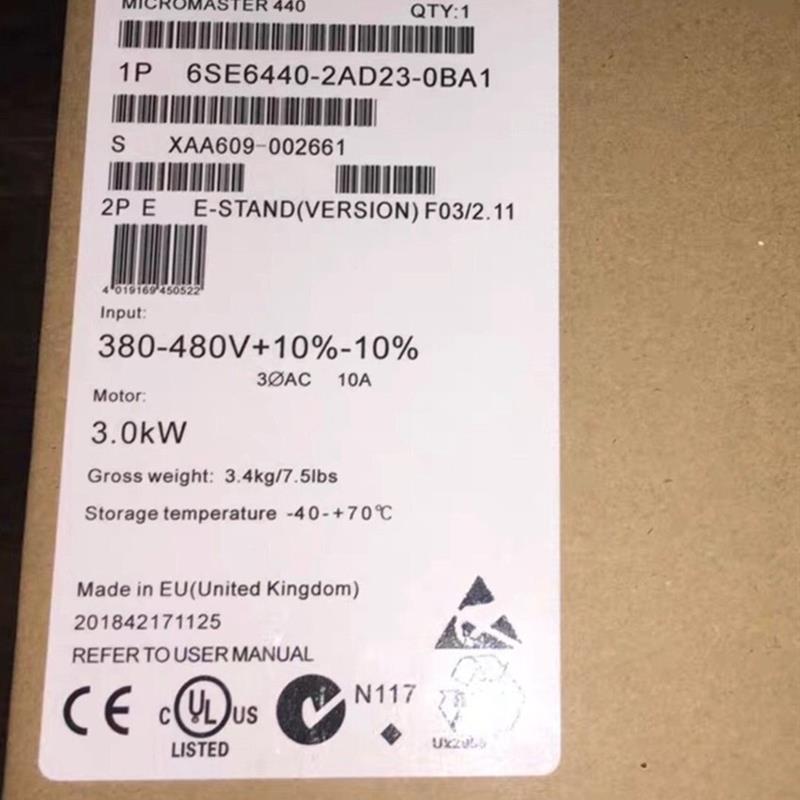 MICROMASTER 440 QTY:1
1P 6SE6440-2AD23-0BA1
S XAA609-002661
2P E E-STAND(VERSION) F03/2.11
4 019169 450522
Input:
380-480V+10%-10%
3ØAC 10A
Motor:
3.0kW
Gross weight: 3.4kg/7.5lbs
Storage temperature -40-+70℃
Made in EU(United Kingdom)
201842171125
REFER TO USER MANUAL
CE
C UL US
LISTED
N117